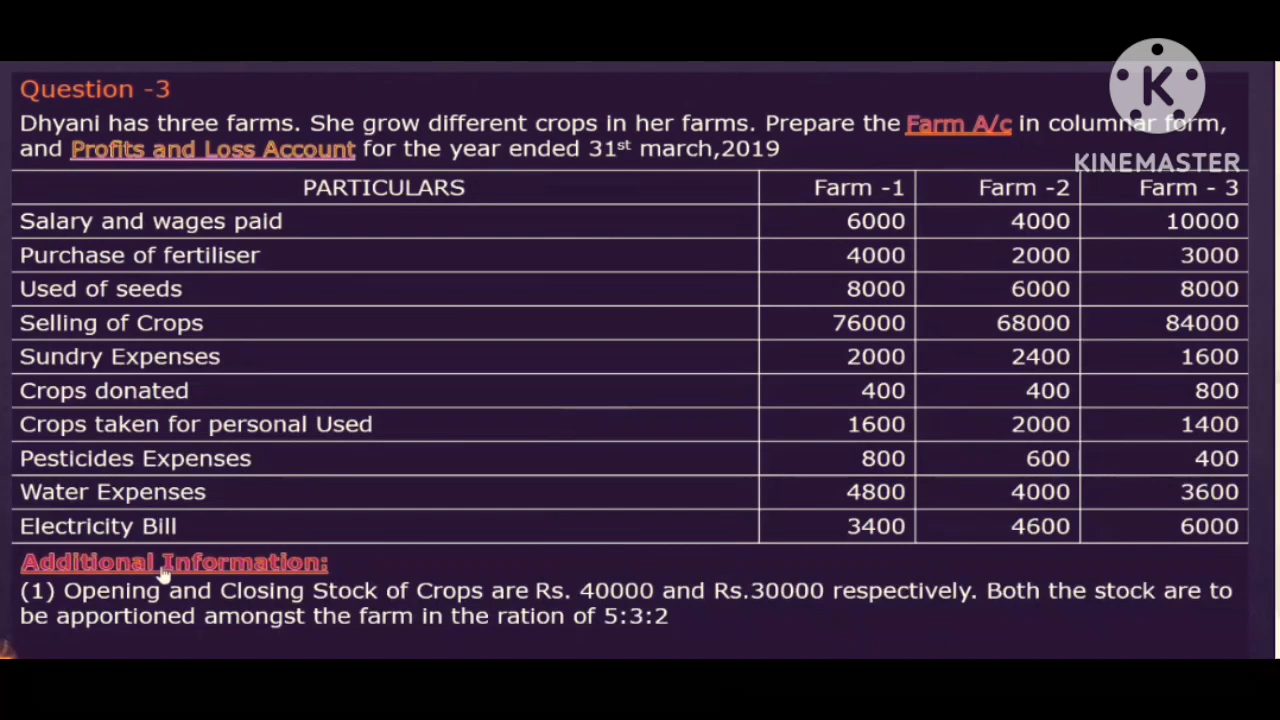 K
KINEMASTER
Question -3
Dhyani has three farms. She grow different crops in her farms. Prepare the Farm A/c in columnar form,
and Profits and Loss Account for the year ended 31st march,2019
PARTICULARS Farm -1 Farm -2 Farm - 3
Salary and wages paid 6000 4000 10000
Purchase of fertiliser 4000 2000 3000
Used of seeds 8000 6000 8000
Selling of Crops 76000 68000 84000
Sundry Expenses 2000 2400 1600
Crops donated 400 400 800
Crops taken for personal Used 1600 2000 1400
Pesticides Expenses 800 600 400
Water Expenses 4800 4000 3600
Electricity Bill 3400 4600 6000
Additional Information:
(1) Opening and Closing Stock of Crops are Rs. 40000 and Rs.30000 respectively. Both the stock are to
be apportioned amongst the farm in the ration of 5:3:2